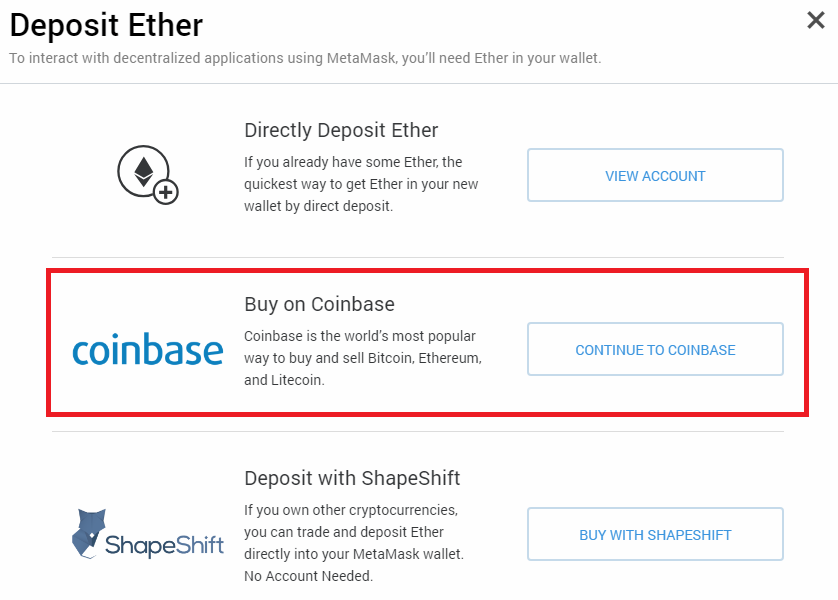 Deposit Ether
To interact with decentralized applications using MetaMask, you’ll need Ether in your wallet.
Directly Deposit Ether
If you already have some Ether, the
quickest way to get Ether in your new
wallet by direct deposit.
VIEW ACCOUNT
coinbase
Buy on Coinbase
Coinbase is the world’s most popular
way to buy and sell Bitcoin, Ethereum,
and Litecoin.
CONTINUE TO COINBASE
ShapeShift
Deposit with ShapeShift
If you own other cryptocurrencies,
you can trade and deposit Ether
directly into your MetaMask wallet.
No Account Needed.
BUY WITH SHAPESHIFT